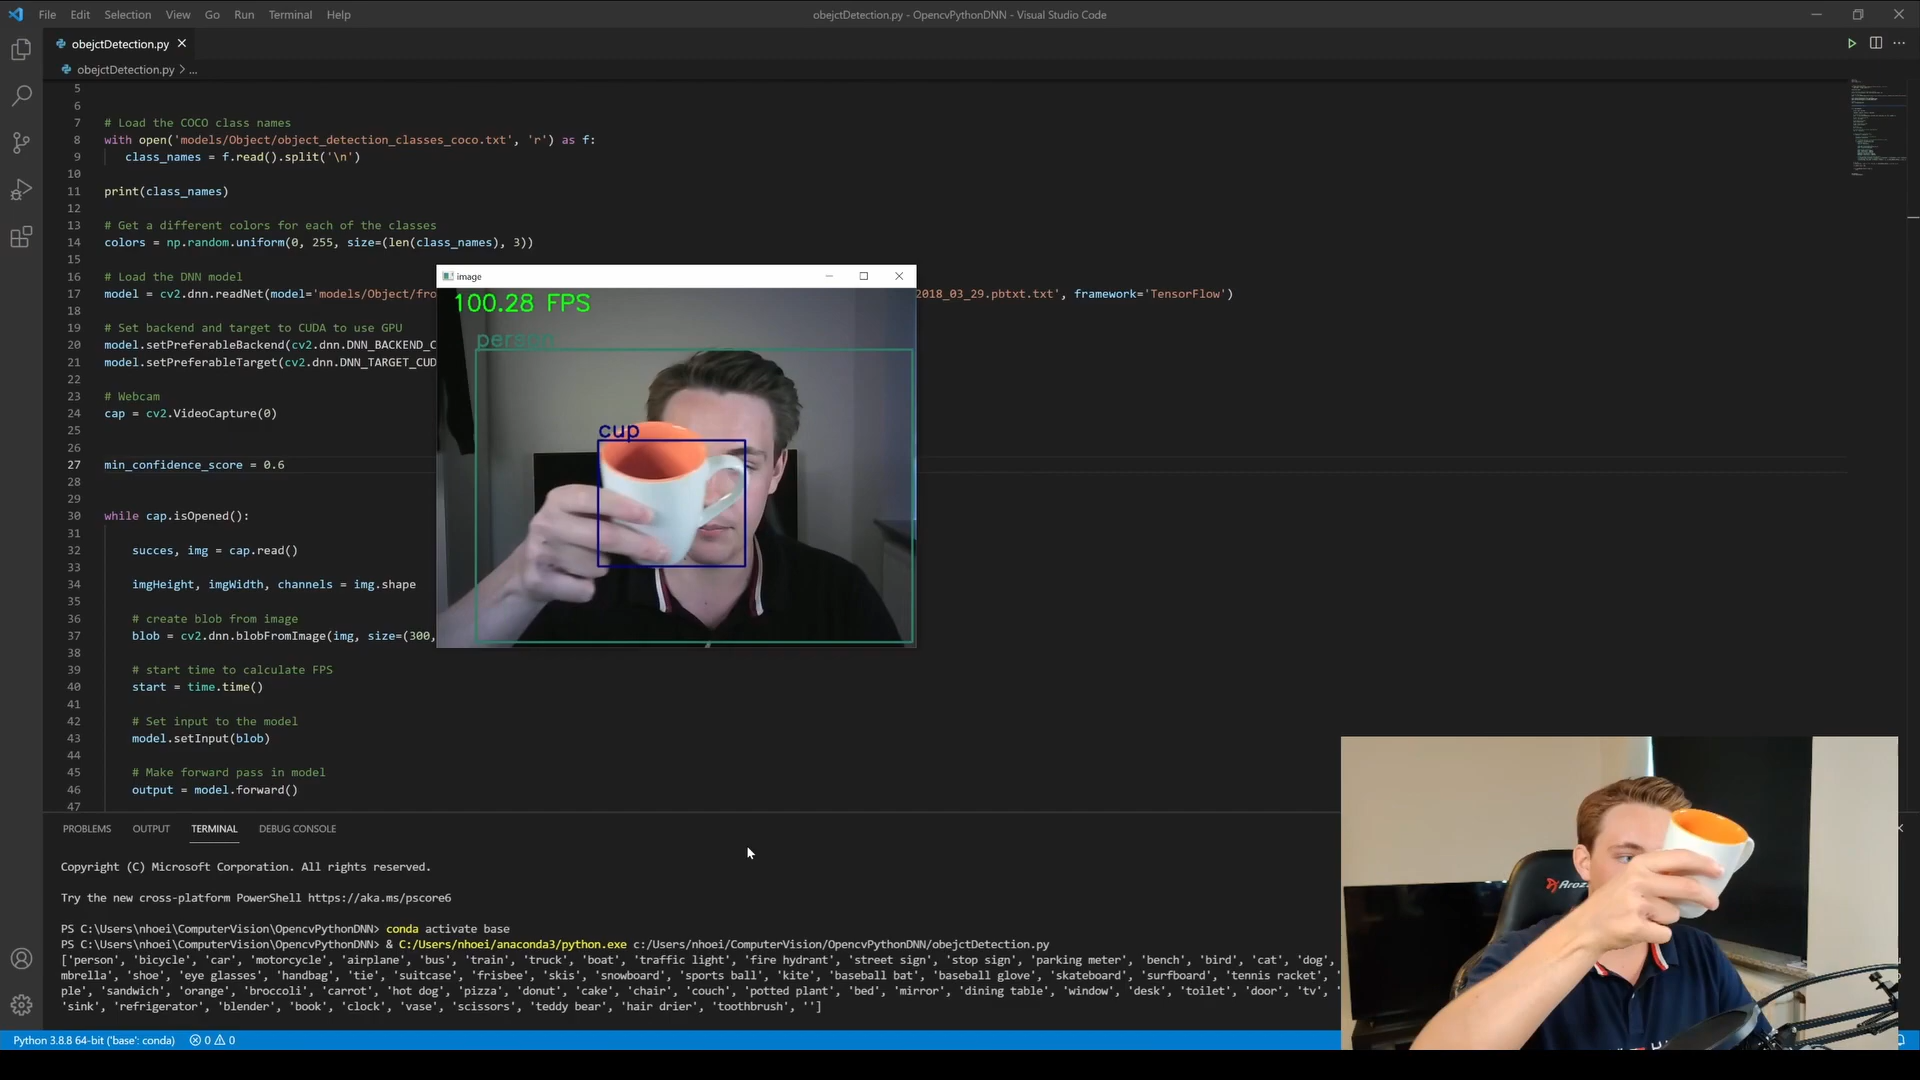 File Edit Selection View Go Run Terminal Help
obejctDetection.py - OpencvPythonDNN - Visual Studio Code
obejctDetection.py
obejctDetection.py > ...
5
6
7 # Load the COCO class names
8 with open('models/Object/object_detection_classes_coco.txt', 'r') as f:
9 class_names = f.read().split('\n')
10
11 print(class_names)
12
13 # Get a different colors for each of the classes
14 colors = np.random.uniform(0, 255, size=(len(class_names), 3))
15
16 # Load the DNN model
17 model = cv2.dnn.readNet(model='models/Object/fro 2018_03_29.pbtxt.txt', framework='TensorFlow')
18
19 # Set backend and target to CUDA to use GPU
20 model.setPreferableBackend(cv2.dnn.DNN_BACKEND_C
21 model.setPreferableTarget(cv2.dnn.DNN_TARGET_CUD
22
23 # Webcam
24 cap = cv2.VideoCapture(0)
25
26
27 min_confidence_score = 0.6
28
29
30 while cap.isOpened():
31
32 succes, img = cap.read()
33
34 imgHeight, imgWidth, channels = img.shape
35
36 # create blob from image
37 blob = cv2.dnn.blobFromImage(img, size=(300,
38
39 # start time to calculate FPS
40 start = time.time()
41
42 # Set input to the model
43 model.setInput(blob)
44
45 # Make forward pass in model
46 output = model.forward()
47
image
100.28 FPS
person
cup
PROBLEMS OUTPUT TERMINAL DEBUG CONSOLE
Copyright (C) Microsoft Corporation. All rights reserved.
Try the new cross-platform PowerShell https://aka.ms/pscore6
PS C:\Users\nhoei\ComputerVision\OpencvPythonDNN> conda activate base
PS C:\Users\nhoei\ComputerVision\OpencvPythonDNN> & C:/Users/nhoei/anaconda3/python.exe c:/Users/nhoei/ComputerVision/OpencvPythonDNN/obejctDetection.py
['person', 'bicycle', 'car', 'motorcycle', 'airplane', 'bus', 'train', 'truck', 'boat', 'traffic light', 'fire hydrant', 'street sign', 'stop sign', 'parking meter', 'bench', 'bird', 'cat', 'dog',
mbrella', 'shoe', 'eye glasses', 'handbag', 'tie', 'suitcase', 'frisbee', 'skis', 'snowboard', 'sports ball', 'kite', 'baseball bat', 'baseball glove', 'skateboard', 'surfboard', 'tennis racket',
ple', 'sandwich', 'orange', 'broccoli', 'carrot', 'hot dog', 'pizza', 'donut', 'cake', 'chair', 'couch', 'potted plant', 'bed', 'mirror', 'dining table', 'window', 'desk', 'toilet', 'door', 'tv', '
'sink', 'refrigerator', 'blender', 'book', 'clock', 'vase', 'scissors', 'teddy bear', 'hair drier', 'toothbrush', '']
Python 3.8.8 64-bit ('base': conda) 0 0